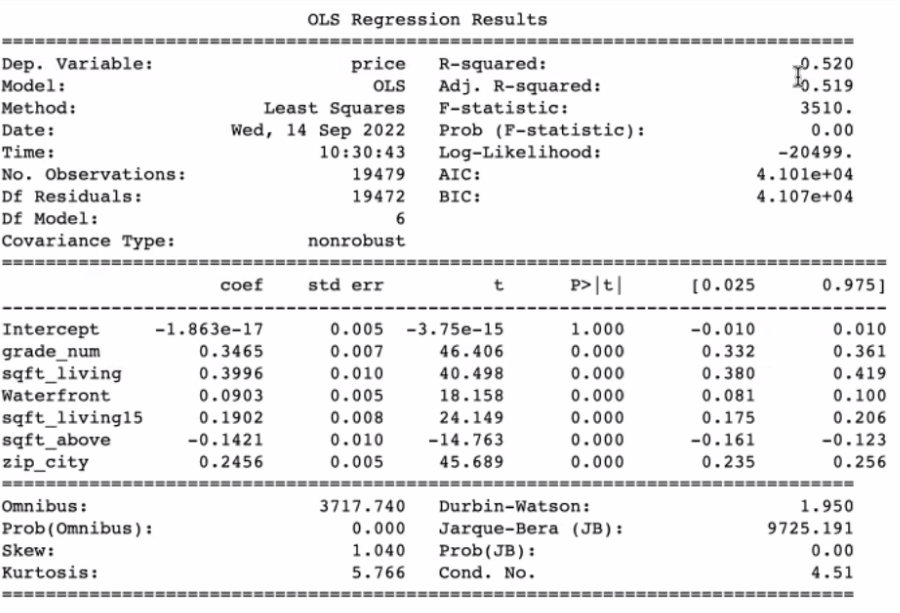 OLS Regression Results
==============================================================================
Dep. Variable: price R-squared: 0.520
Model: OLS Adj. R-squared: 0.519
Method: Least Squares F-statistic: 3510.
Date: Wed, 14 Sep 2022 Prob (F-statistic): 0.00
Time: 10:30:43 Log-Likelihood: -20499.
No. Observations: 19479 AIC: 4.101e+04
Df Residuals: 19472 BIC: 4.107e+04
Df Model: 6
Covariance Type: nonrobust
=================================================================================
coef std err t P>|t| [0.025 0.975]
---------------------------------------------------------------------------------
Intercept -1.863e-17 0.005 -3.75e-15 1.000 -0.010 0.010
grade_num 0.3465 0.007 46.406 0.000 0.332 0.361
sqft_living 0.3996 0.010 40.498 0.000 0.380 0.419
Waterfront 0.0903 0.005 18.158 0.000 0.081 0.100
sqft_living15 0.1902 0.008 24.149 0.000 0.175 0.206
sqft_above -0.1421 0.010 -14.763 0.000 -0.161 -0.123
zip_city 0.2456 0.005 45.689 0.000 0.235 0.256
==============================================================================
Omnibus: 3717.740 Durbin-Watson: 1.950
Prob(Omnibus): 0.000 Jarque-Bera (JB): 9725.191
Skew: 1.040 Prob(JB): 0.00
Kurtosis: 5.766 Cond. No. 4.51
==============================================================================